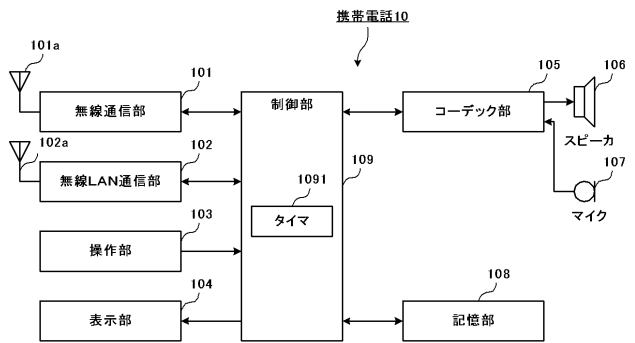 携帯電話10
101a
101
無線通信部
102a
102
無線LAN通信部
103
操作部
104
表示部
制御部
109
1091
タイマ
105
コーデック部
106
スピーカ
107
マイク
108
記憶部